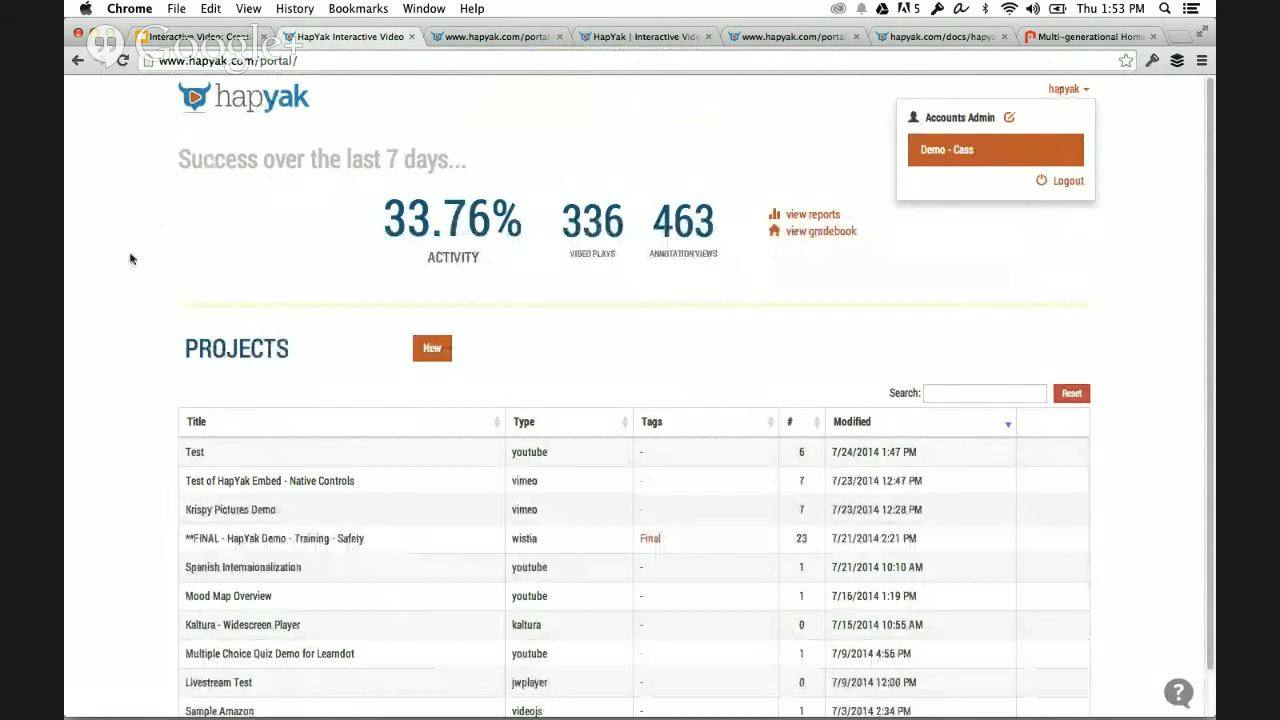 Chrome File Edit View History Bookmarks Window Help 5 Thu 1:53 PM
Interactive Video: Creat × HapYak Interactive Video × www.hapyak.com/portal × HapYak | Interactive Vide × www.hapyak.com/portal × hapyak.com/docs/hapya × Multi-generational Home ×
Google+
www.hapyak.com/portal/
hapyak
hapyak
Accounts Admin
Demo - Cass
Logout
Success over the last 7 days...
33.76% 336 463
ACTIVITY VIDEO PLAYS ANNOTATION VIEWS
view reports
view gradebook
PROJECTS New
Search: Reset
Title Type Tags # Modified
Test youtube - 6 7/24/2014 1:47 PM
Test of HapYak Embed - Native Controls vimeo - 7 7/23/2014 12:47 PM
Krispy Pictures Demo vimeo - 7 7/23/2014 12:28 PM
**FINAL - HapYak Demo - Training - Safety wistia Final 23 7/21/2014 2:21 PM
Spanish Internaionalization youtube - 1 7/21/2014 10:10 AM
Mood Map Overview youtube - 1 7/16/2014 1:19 PM
Kaltura - Widescreen Player kaltura - 0 7/15/2014 10:55 AM
Multiple Choice Quiz Demo for Learndot youtube - 1 7/9/2014 4:56 PM
Livestream Test jwplayer - 0 7/9/2014 12:00 PM
Sample Amazon videojs - 1 7/3/2014 2:34 PM
?